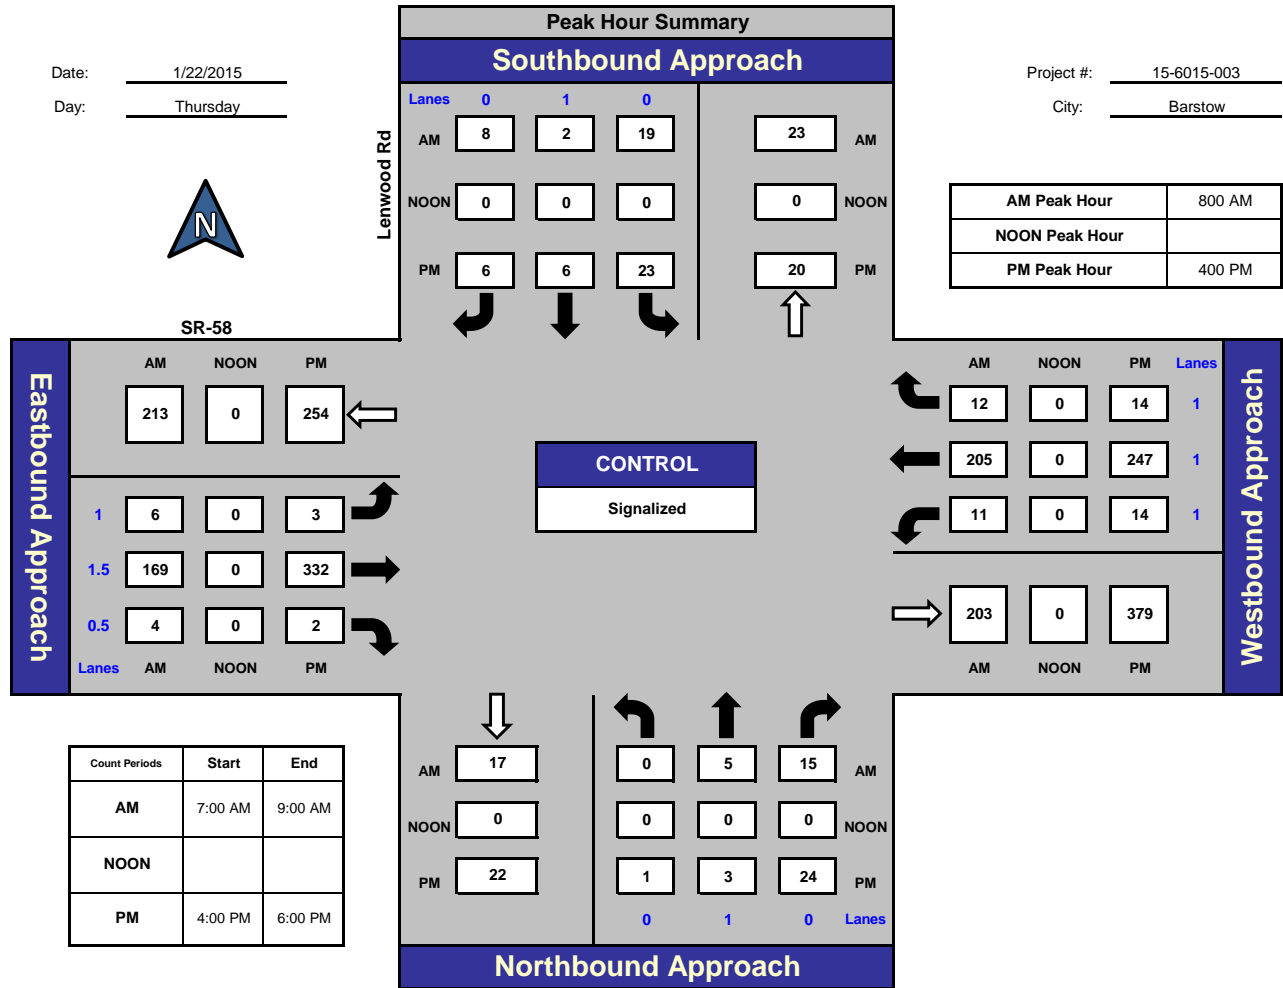 Peak Hour Summary
Southbound Approach
Date: 1/22/2015
Day: Thursday
Project #: 15-6015-003
City: Barstow
N
Lenwood Rd
SR-58
Lanes 0 1 0
AM 8 2 19 23 AM
NOON 0 0 0 0 NOON
PM 6 6 23 20 PM
AM Peak Hour 800 AM
NOON Peak Hour
PM Peak Hour 400 PM
Eastbound Approach
AM NOON PM
213 0 254
1 6 0 3
1.5 169 0 332
0.5 4 0 2
Lanes AM NOON PM
CONTROL
Signalized
AM NOON PM Lanes
12 0 14 1
205 0 247 1
11 0 14 1
203 0 379
AM NOON PM
Westbound Approach
Count Periods Start End
AM 7:00 AM 9:00 AM
NOON
PM 4:00 PM 6:00 PM
AM 17 0 5 15 AM
NOON 0 0 0 0 NOON
PM 22 1 3 24 PM
0 1 0 Lanes
Northbound Approach